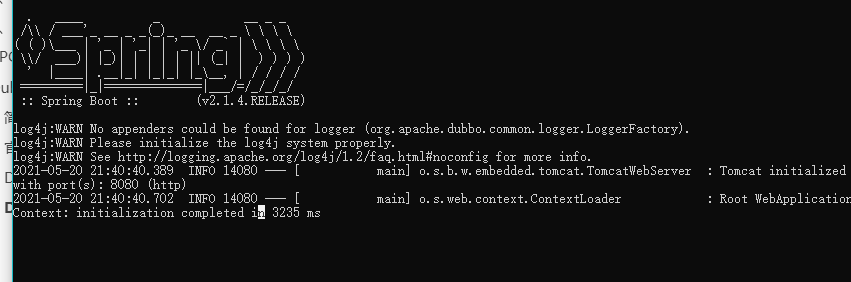 :: Spring Boot ::        (v2.1.4.RELEASE)
log4j:WARN No appenders could be found for logger (org.apache.dubbo.common.logger.LoggerFactory).
log4j:WARN Please initialize the log4j system properly.
log4j:WARN See http://logging.apache.org/log4j/1.2/faq.html#noconfig for more info.
2021-05-20 21:40:40.389  INFO 14080 --- [           main] o.s.b.w.embedded.tomcat.TomcatWebServer  : Tomcat initialized
with port(s): 8080 (http)
2021-05-20 21:40:40.702  INFO 14080 --- [           main] o.s.web.context.ContextLoader            : Root WebApplication
Context: initialization completed in 3235 ms